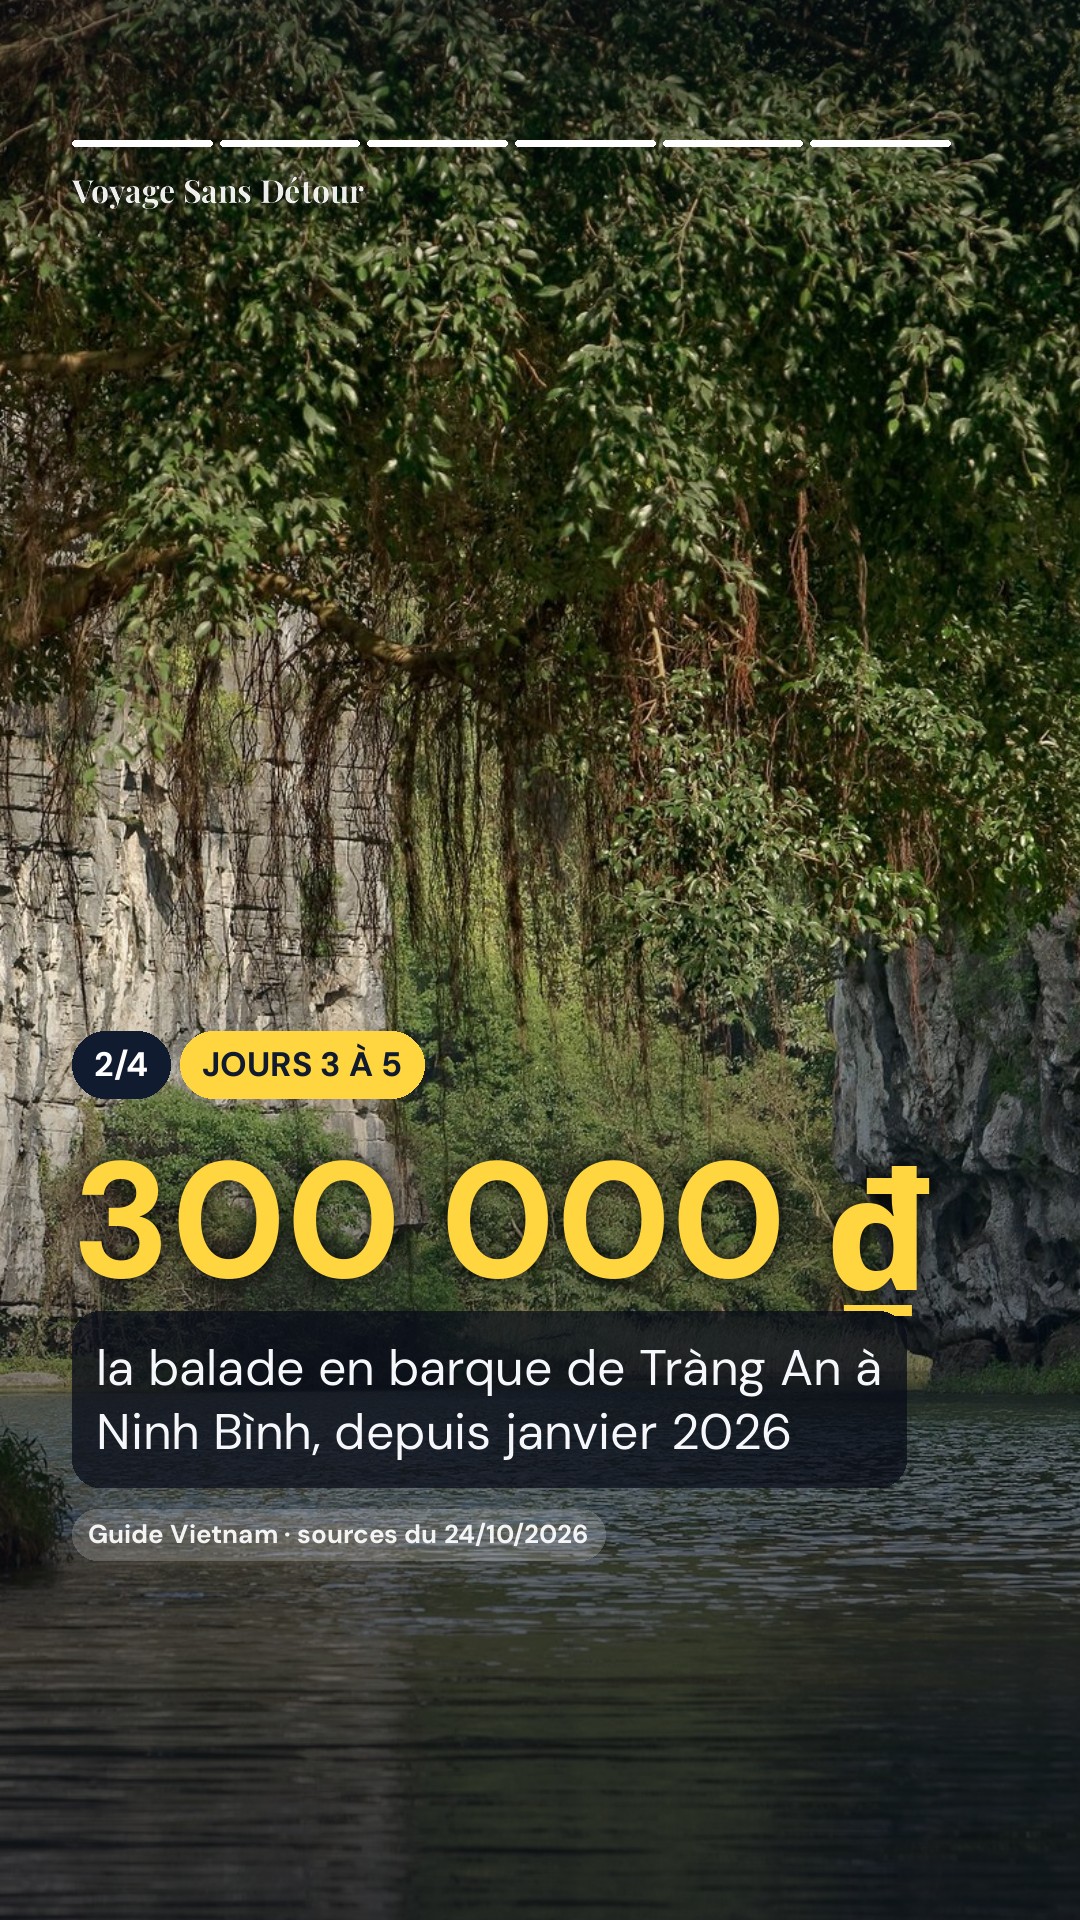 Voyage Sans Détour
2/4 JOURS 3 À 5
300 000 ₫
la balade en barque de Tràng An à
Ninh Bình, depuis janvier 2026
Guide Vietnam · sources du 24/10/2026